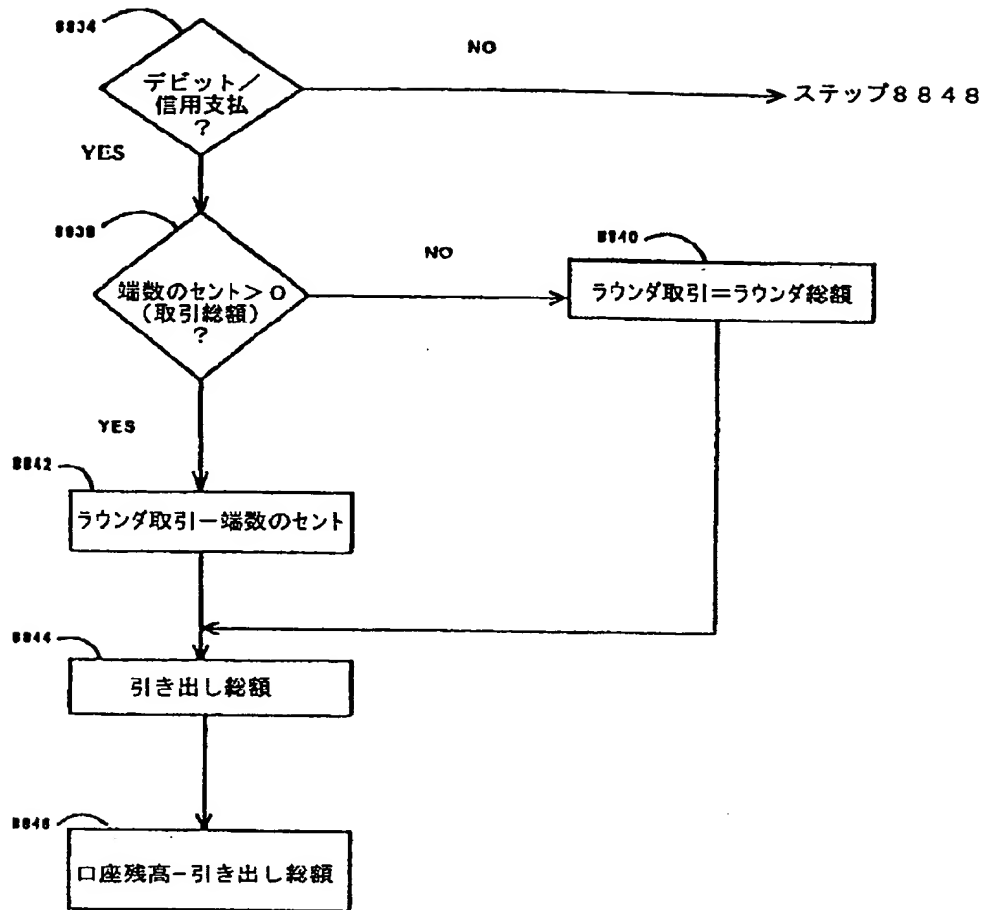 8834
デビット/
信用支払
?
NO
ステップ8848
YES
8838
端数のセント>0
(取引総額)
?
NO
8840
ラウンダ取引=ラウンダ総額
YES
8842
ラウンダ取引−端数のセント
8844
引き出し総額
8846
口座残高−引き出し総額